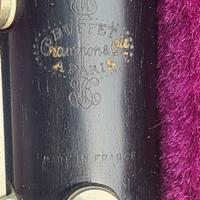 BUFFET
Crampon & Cie
A PARIS
BC
MADE IN FRANCE